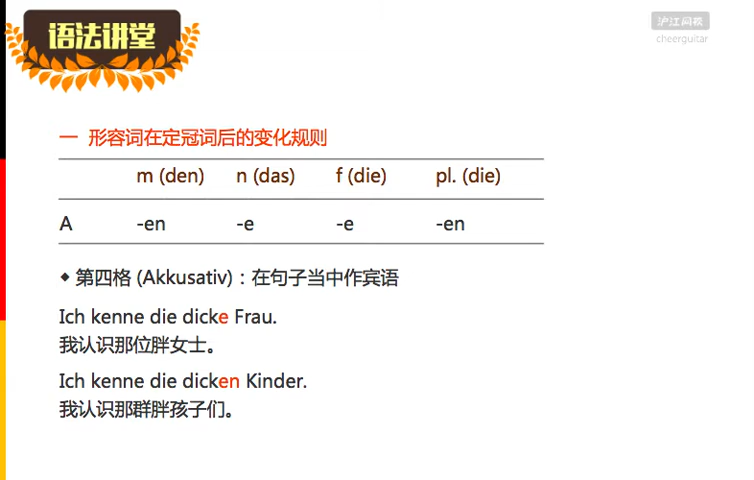 语法讲堂
沪江网校
cheerguitar
一 形容词在定冠词后的变化规则
m (den) n (das) f (die) pl. (die)
A -en -e -e -en
◆ 第四格 (Akkusativ)：在句子当中作宾语
Ich kenne die dicke Frau.
我认识那位胖女士。
Ich kenne die dicken Kinder.
我认识那群胖孩子们。